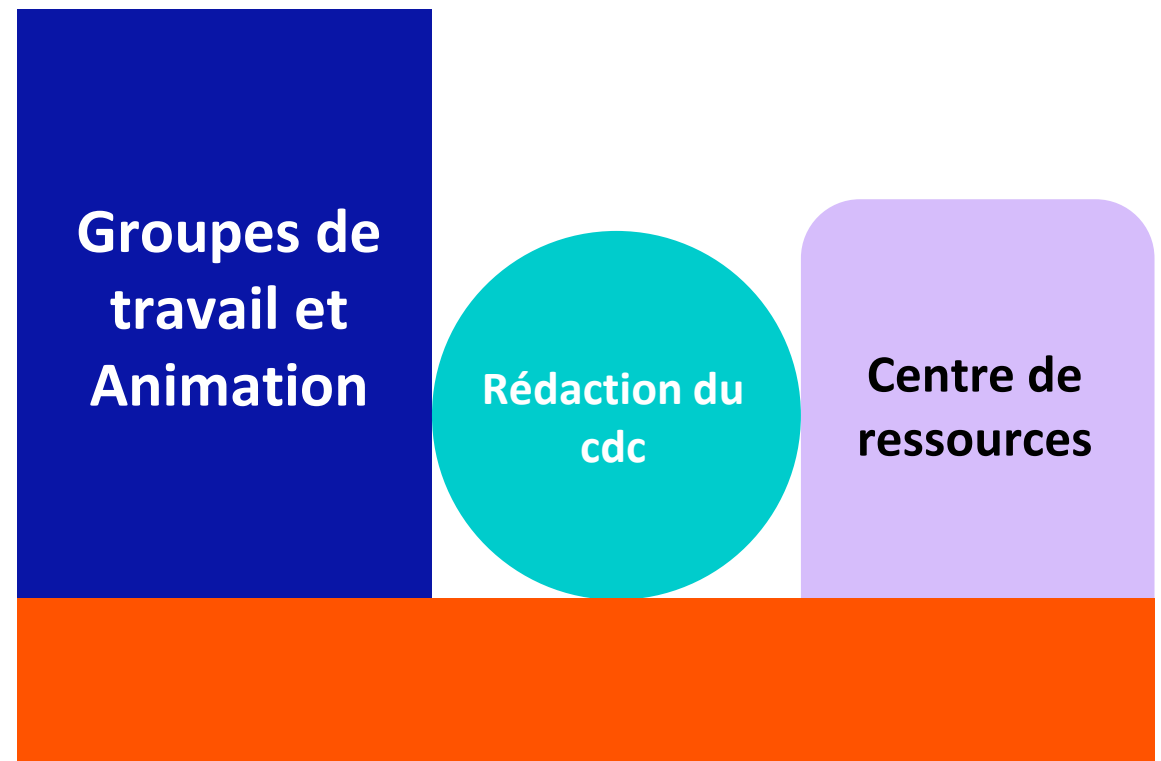 Groupes de
travail et
Animation
Rédaction du
cdc
Centre de
ressources